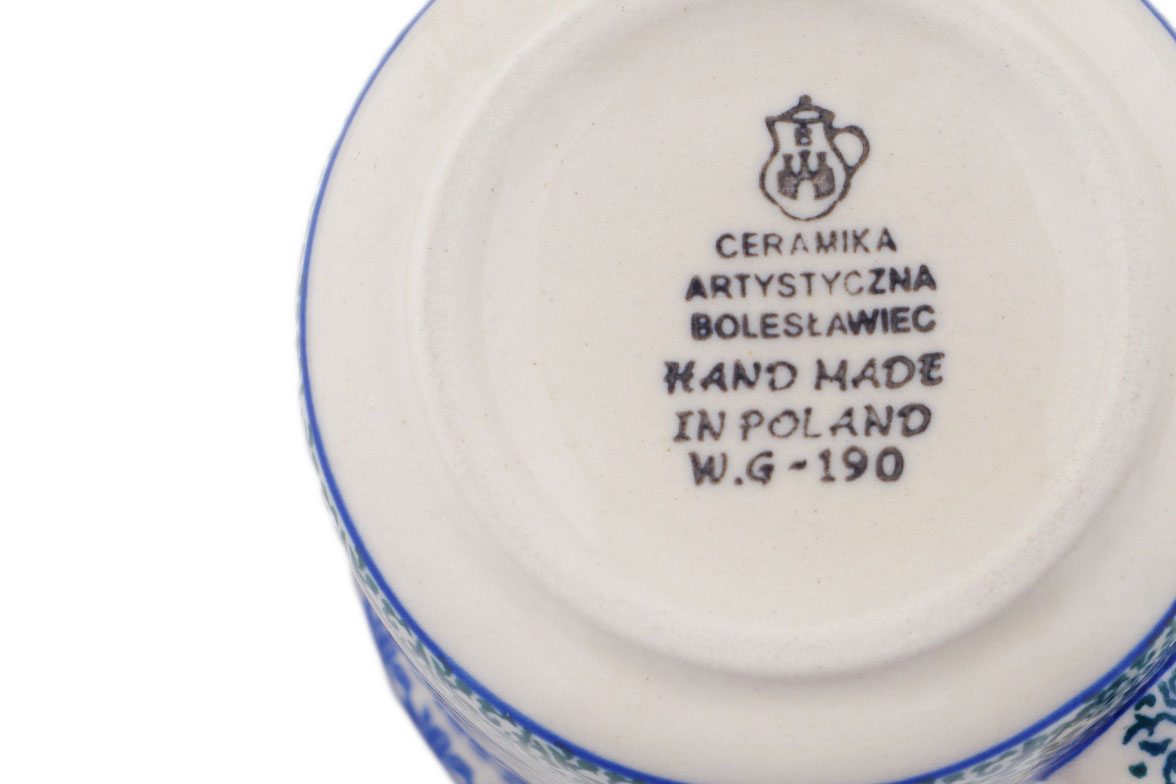 B
CERAMIKA
ARTYSTYCZNA
BOLESŁAWIEC
HAND MADE
IN POLAND
W.G-190